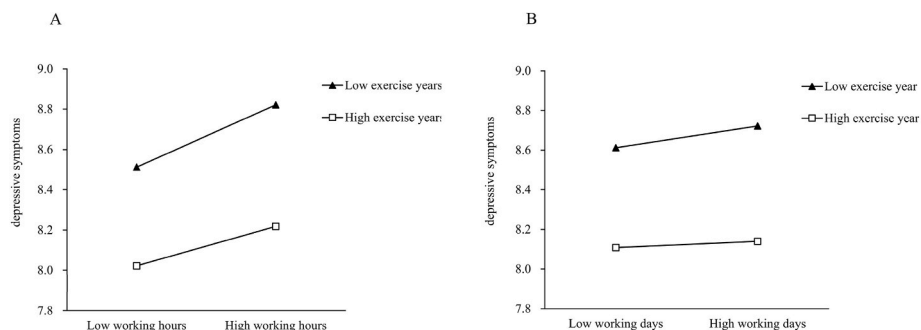 A
9.0
8.8
8.6
8.4
8.2
8.0
7.8
depressive symptoms
Low working hours
High working hours
Low exercise years
High exercise years
B
9.0
8.8
8.6
8.4
8.2
8.0
7.8
depressive symptoms
Low working days
High working days
Low exercise year
High exercise year